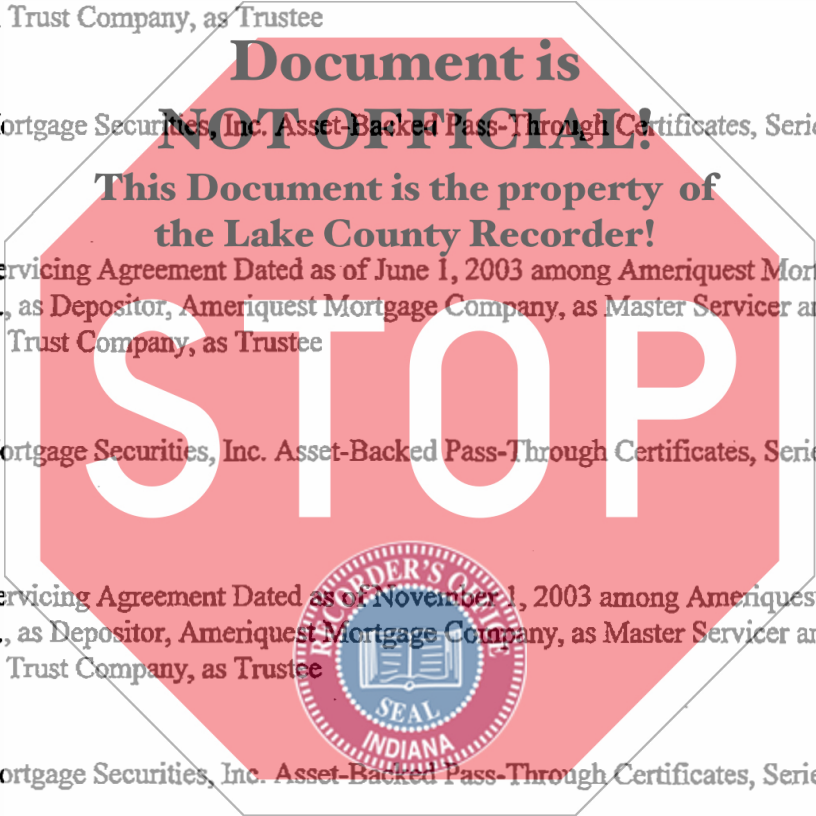 Trust Company, as Trustee
Document is
NOT OFFICIAL!
ortgage Securities, Inc. Asset-Backed Pass-Through Certificates, Serie
This Document is the property of
the Lake County Recorder!
ervicing Agreement Dated as of June 1, 2003 among Ameriquest Mort
, as Depositor, Ameriquest Mortgage Company, as Master Servicer an
Trust Company, as Trustee
STOP
ortgage Securities, Inc. Asset-Backed Pass-Through Certificates, Serie
ervicing Agreement Dated as of November 1, 2003 among Ameriquest
, as Depositor, Ameriquest Mortgage Company, as Master Servicer an
Trust Company, as Trustee
RECORDER'S OFFICE
SEAL
INDIANA
ortgage Securities, Inc. Asset-Backed Pass-Through Certificates, Serie